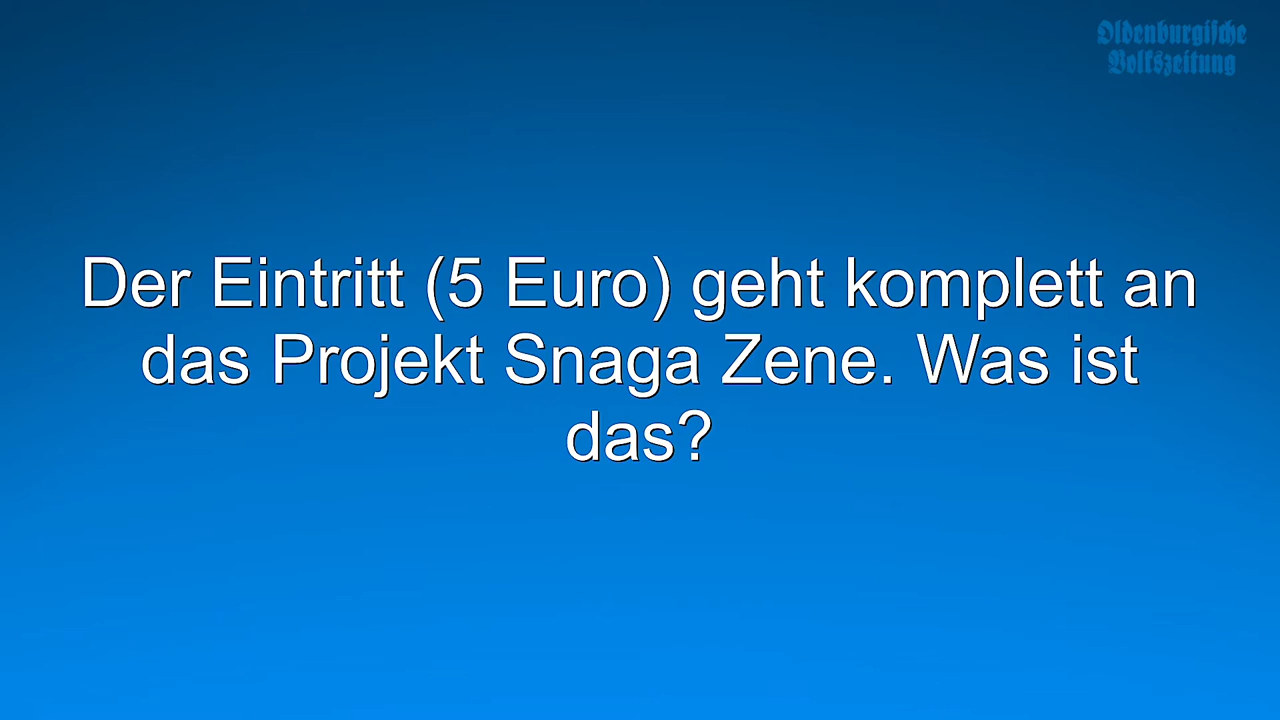 Oldenburgische
Volkszeitung
Der Eintritt (5 Euro) geht komplett an
das Projekt Snaga Zene. Was ist
das?